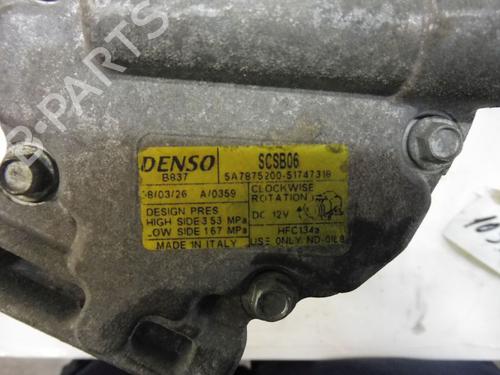 DENSO
B837
SCSB06
5A7875200-51747318
8/03/26 A/0359
CLOCKWISE
ROTATION
DC 12V
DESIGN PRES
HIGH SIDE 3 53 MPa
LOW SIDE 1 67 MPa
HFC134a
MADE IN ITALY
USE ONLY ND-OIL8
B-PARTS